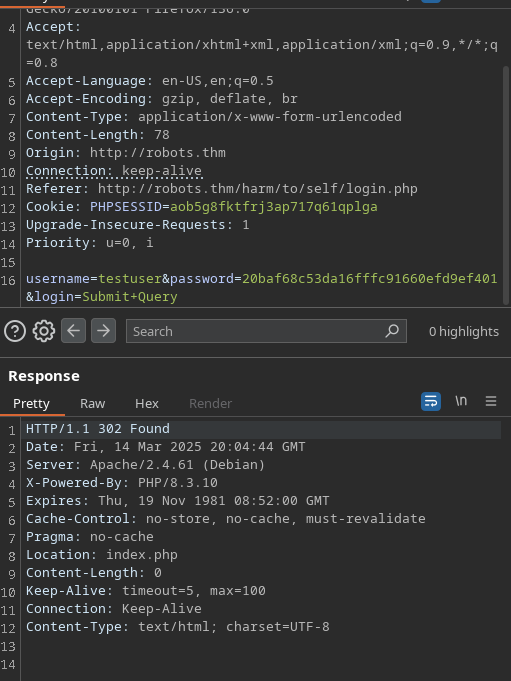 Gecko/20100101 Firefox/136.0
4 Accept:
text/html,application/xhtml+xml,application/xml;q=0.9,*/*;q
=0.8
5 Accept-Language: en-US,en;q=0.5
6 Accept-Encoding: gzip, deflate, br
7 Content-Type: application/x-www-form-urlencoded
8 Content-Length: 78
9 Origin: http://robots.thm
10 Connection: keep-alive
11 Referer: http://robots.thm/harm/to/self/login.php
12 Cookie: PHPSESSID=aob5g8fktfrj3ap717q61qplga
13 Upgrade-Insecure-Requests: 1
14 Priority: u=0, i
15
16 username=testuser&password=20baf68c53da16fffc91660efd9ef401
&login=Submit+Query
Search 0 highlights
Response
Pretty Raw Hex Render \n
1 HTTP/1.1 302 Found
2 Date: Fri, 14 Mar 2025 20:04:44 GMT
3 Server: Apache/2.4.61 (Debian)
4 X-Powered-By: PHP/8.3.10
5 Expires: Thu, 19 Nov 1981 08:52:00 GMT
6 Cache-Control: no-store, no-cache, must-revalidate
7 Pragma: no-cache
8 Location: index.php
9 Content-Length: 0
10 Keep-Alive: timeout=5, max=100
11 Connection: Keep-Alive
12 Content-Type: text/html; charset=UTF-8
13
14